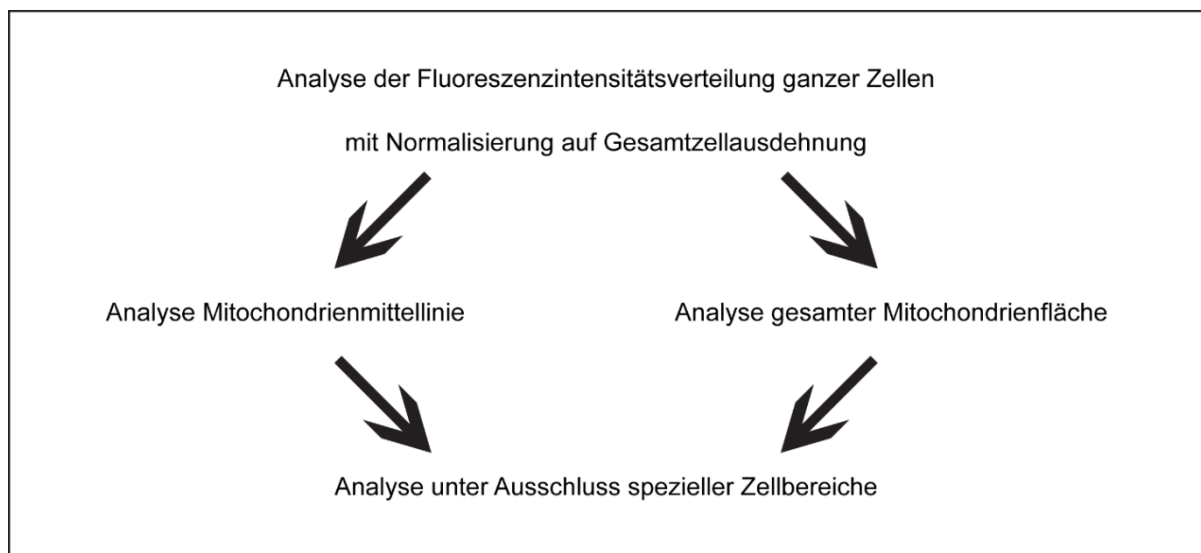 Analyse der Fluoreszenzintensitätsverteilung ganzer Zellen
mit Normalisierung auf Gesamtzellausdehnung
Analyse Mitochondrienmittellinie
Analyse gesamter Mitochondrienfläche
Analyse unter Ausschluss spezieller Zellbereiche